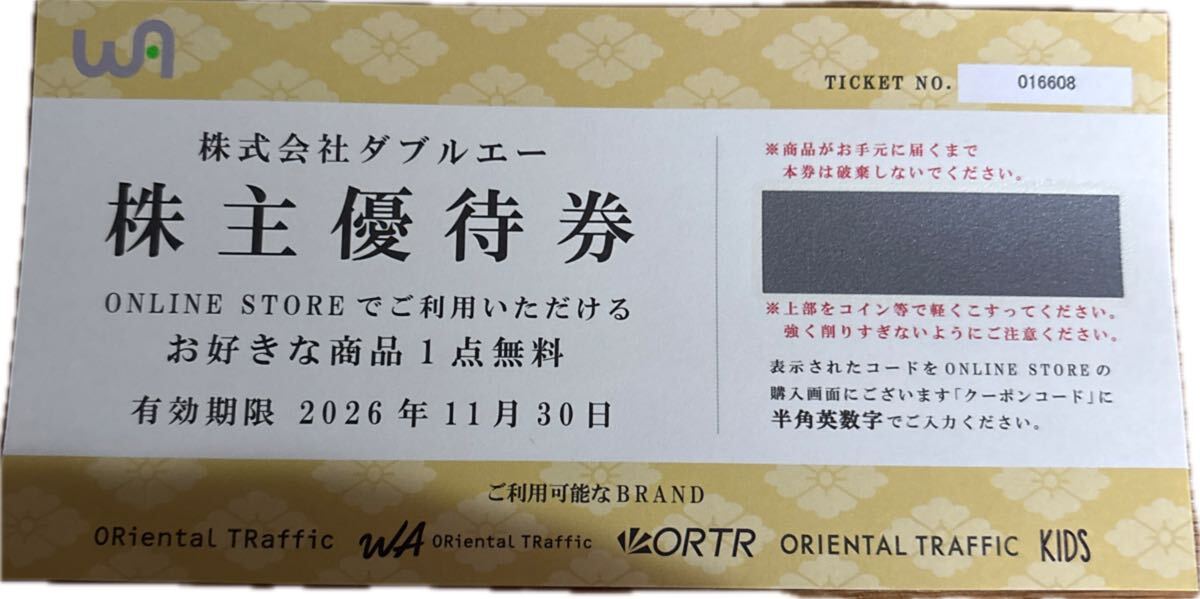 WA
TICKET NO. 016608
株式会社ダブルエー
株主優待券
ONLINE STOREでご利用いただける
お好きな商品1点無料
有効期限 2026年11月30日
※商品がお手元に届くまで
本券は破棄しないでください。
※上部をコイン等で軽くこすってください。
強く削りすぎないようにご注意ください。
表示されたコードをONLINE STOREの
購入画面にございます「クーポンコード」に
半角英数字でご入力ください。
ご利用可能なBRAND
ORiental TRaffic WA ORiental TRaffic ORTR ORIENTAL TRAFFIC KIDS